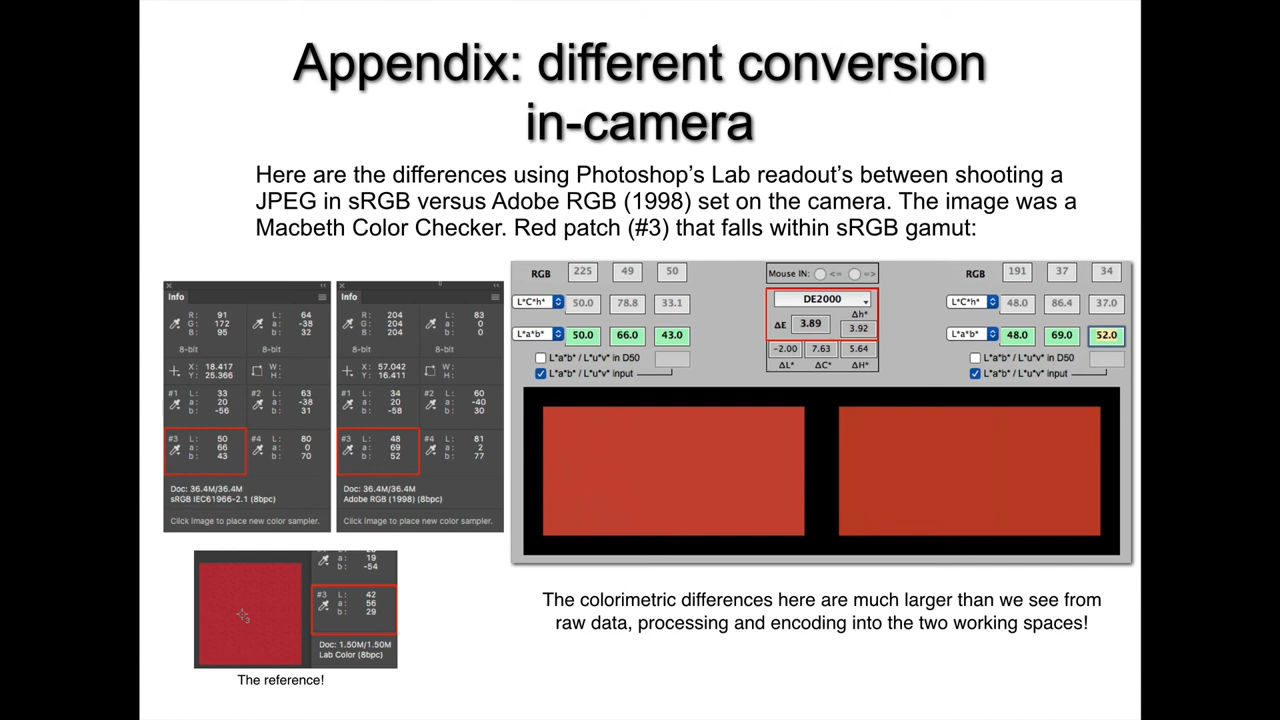 Appendix: different conversion
in-camera
Here are the differences using Photoshop's Lab readout's between shooting a
JPEG in sRGB versus Adobe RGB (1998) set on the camera. The image was a
Macbeth Color Checker. Red patch (#3) that falls within sRGB gamut:
Info
R: 91 L: 64
G: 172 a: -38
B: 95 b: 32
8-bit 8-bit
X: 18.417 W:
Y: 25.366 H:
#1 L: 33 #2 L: 63
a: 20 a: -38
b: -56 b: 31
#3 L: 50 #4 L: 80
a: 66 a: 0
b: 43 b: 70
Doc: 36.4M/36.4M
sRGB IEC61966-2.1 (8bpc)
Click image to place new color sampler.
Info
R: 204 L: 83
G: 204 a: 0
B: 204 b: 0
8-bit 8-bit
X: 57.042 W:
Y: 16.411 H:
#1 L: 34 #2 L: 60
a: 20 a: -40
b: -58 b: 30
#3 L: 48 #4 L: 81
a: 69 a: 2
b: 52 b: 77
Doc: 36.4M/36.4M
Adobe RGB (1998) (8bpc)
Click image to place new color sampler.
RGB 225 49 50 Mouse IN: <= => RGB 191 37 34
L*C*h* 50.0 78.8 33.1 DE2000 L*C*h* 48.0 86.4 37.0
Δh*
ΔE 3.89 3.92
L*a*b* 50.0 66.0 43.0 L*a*b* 48.0 69.0 52.0
-2.00 7.63 5.64
L*a*b* / L*u*v* in D50 ΔL* ΔC* ΔH* L*a*b* / L*u*v* in D50
L*a*b* / L*u*v* input L*a*b* / L*u*v* input
3
a: 19
b: -54
#3 L: 42
a: 56
b: 29
Doc: 1.50M/1.50M
Lab Color (8bpc)
The reference!
The colorimetric differences here are much larger than we see from
raw data, processing and encoding into the two working spaces!